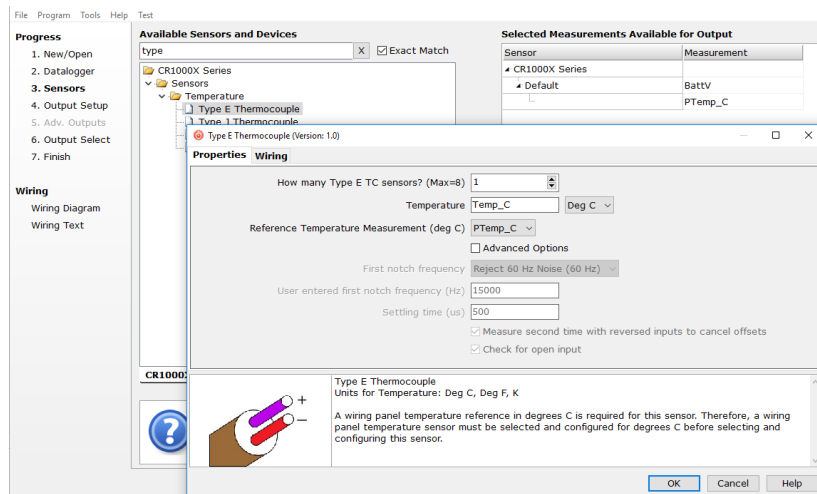 File Program Tools Help Test
Progress
1. New/Open
2. Datalogger
3. Sensors
4. Output Setup
5. Adv. Outputs
6. Output Select
7. Finish
Wiring
Wiring Diagram
Wiring Text
Available Sensors and Devices
type X Exact Match
CR1000X Series
Sensors
Temperature
Type E Thermocouple
Type J Thermocouple
CR1000
Selected Measurements Available for Output
Sensor Measurement
CR1000X Series
Default BattV
PTemp_C
Type E Thermocouple (Version: 1.0)
Properties Wiring
How many Type E TC sensors? (Max=8) 1
Temperature Temp_C Deg C
Reference Temperature Measurement (deg C) PTemp_C
Advanced Options
First notch frequency Reject 60 Hz Noise (60 Hz)
User entered first notch frequency (Hz) 15000
Settling time (us) 500
Measure second time with reversed inputs to cancel offsets
Check for open input
+
−
Type E Thermocouple
Units for Temperature: Deg C, Deg F, K
A wiring panel temperature reference in degrees C is required for this sensor. Therefore, a wiring
panel temperature sensor must be selected and configured for degrees C before selecting and
configuring this sensor.
OK Cancel Help